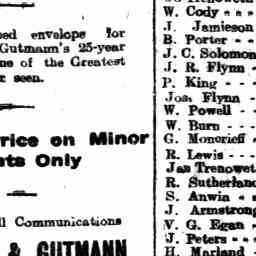 ped envelope for
Gutmann's 25-year
ne of the Greatest
r seen.
rice on Minor
nts Only
ll Communications
& GUTMANN
W. Cody
J. Jamieson
B. Porter
J. C. Solomon
J. R. Flynn
P. King
Jos. Flynn
W. Powell
W. Burn
G. Moncrieff
R. Lewis
Jas Trenowet
R. Sutherland
S. Anwin
J. Armstrong
V. G. Egan
J. Peters
H. Marland